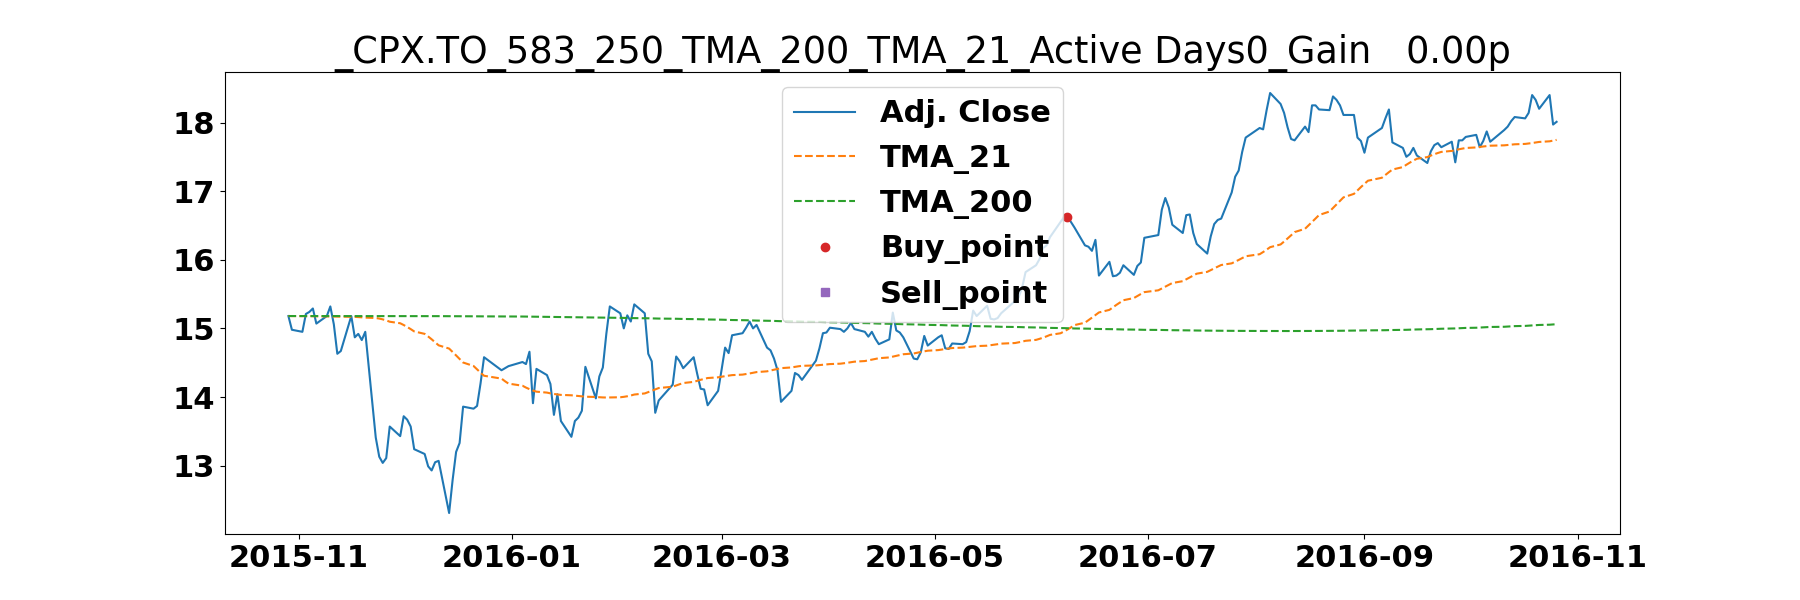 _CPX.TO_583_250_TMA_200_TMA_21_Active Days0_Gain   0.00p
Adj. Close
TMA_21
TMA_200
Buy_point
Sell_point
18
17
16
15
14
13
2015-11 2016-01 2016-03 2016-05 2016-07 2016-09 2016-11